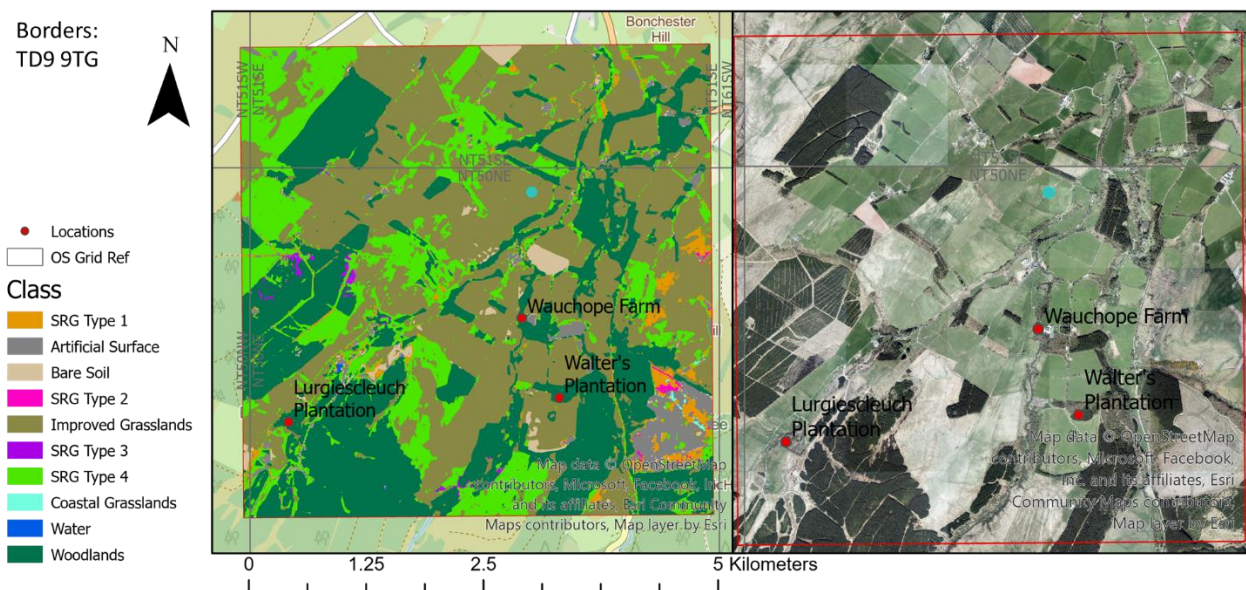 Borders:
TD9 9TG
N
Locations
OS Grid Ref
Class
SRG Type 1
Artificial Surface
Bare Soil
SRG Type 2
Improved Grasslands
SRG Type 3
SRG Type 4
Coastal Grasslands
Water
Woodlands
Bonchester
Hill
NT51SW
NT51SE
NT51SE
NT61SW
NT51SE
NT50NE
NT50NW
NT50NE
Wauchope Farm
Walter's
Plantation
Lurgiescleuch
Plantation
Map data © OpenStreetMap
contributors, Microsoft, Facebook, Inc
and its affiliates, Esri Community
Maps contributors, Map layer by Esri
NT50NE
Wauchope Farm
Walter's
Plantation
Lurgiescleuch
Plantation
Map data © OpenStreetMap
contributors, Microsoft, Facebook,
Inc. and its affiliates, Esri
Community Maps contributors,
Map layer by Esri
0 1.25 2.5 5 Kilometers